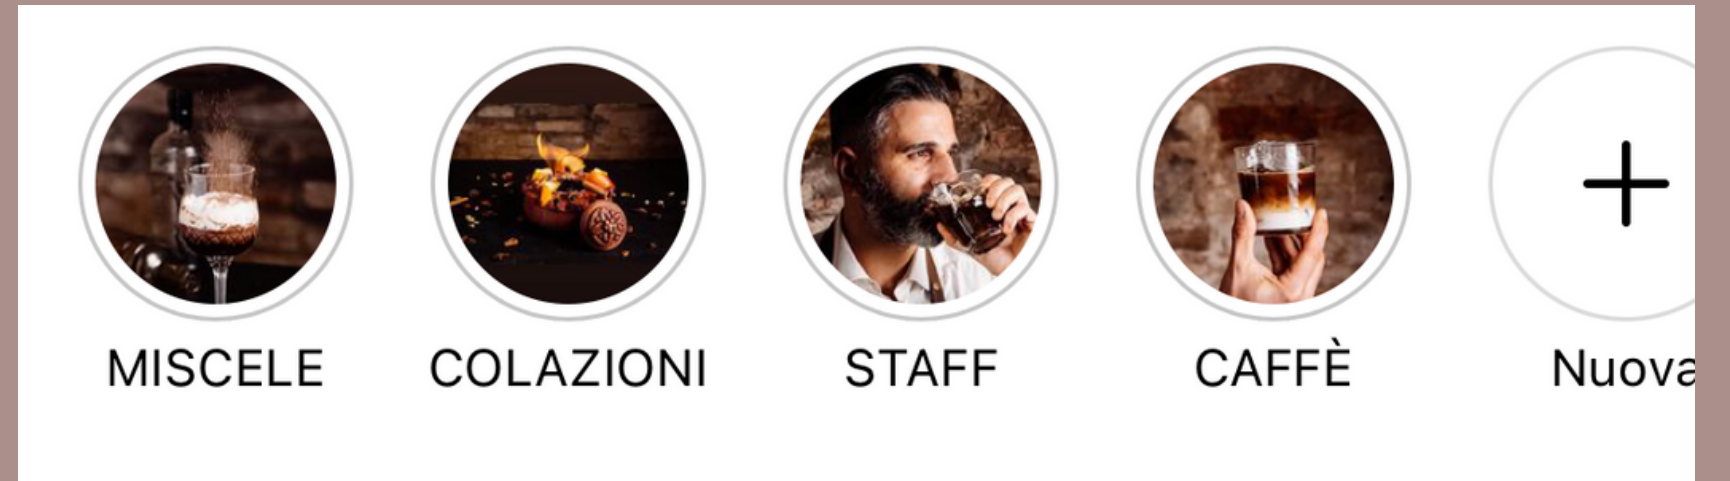 MISCELE
COLAZIONI
STAFF
CAFFÈ
Nuova